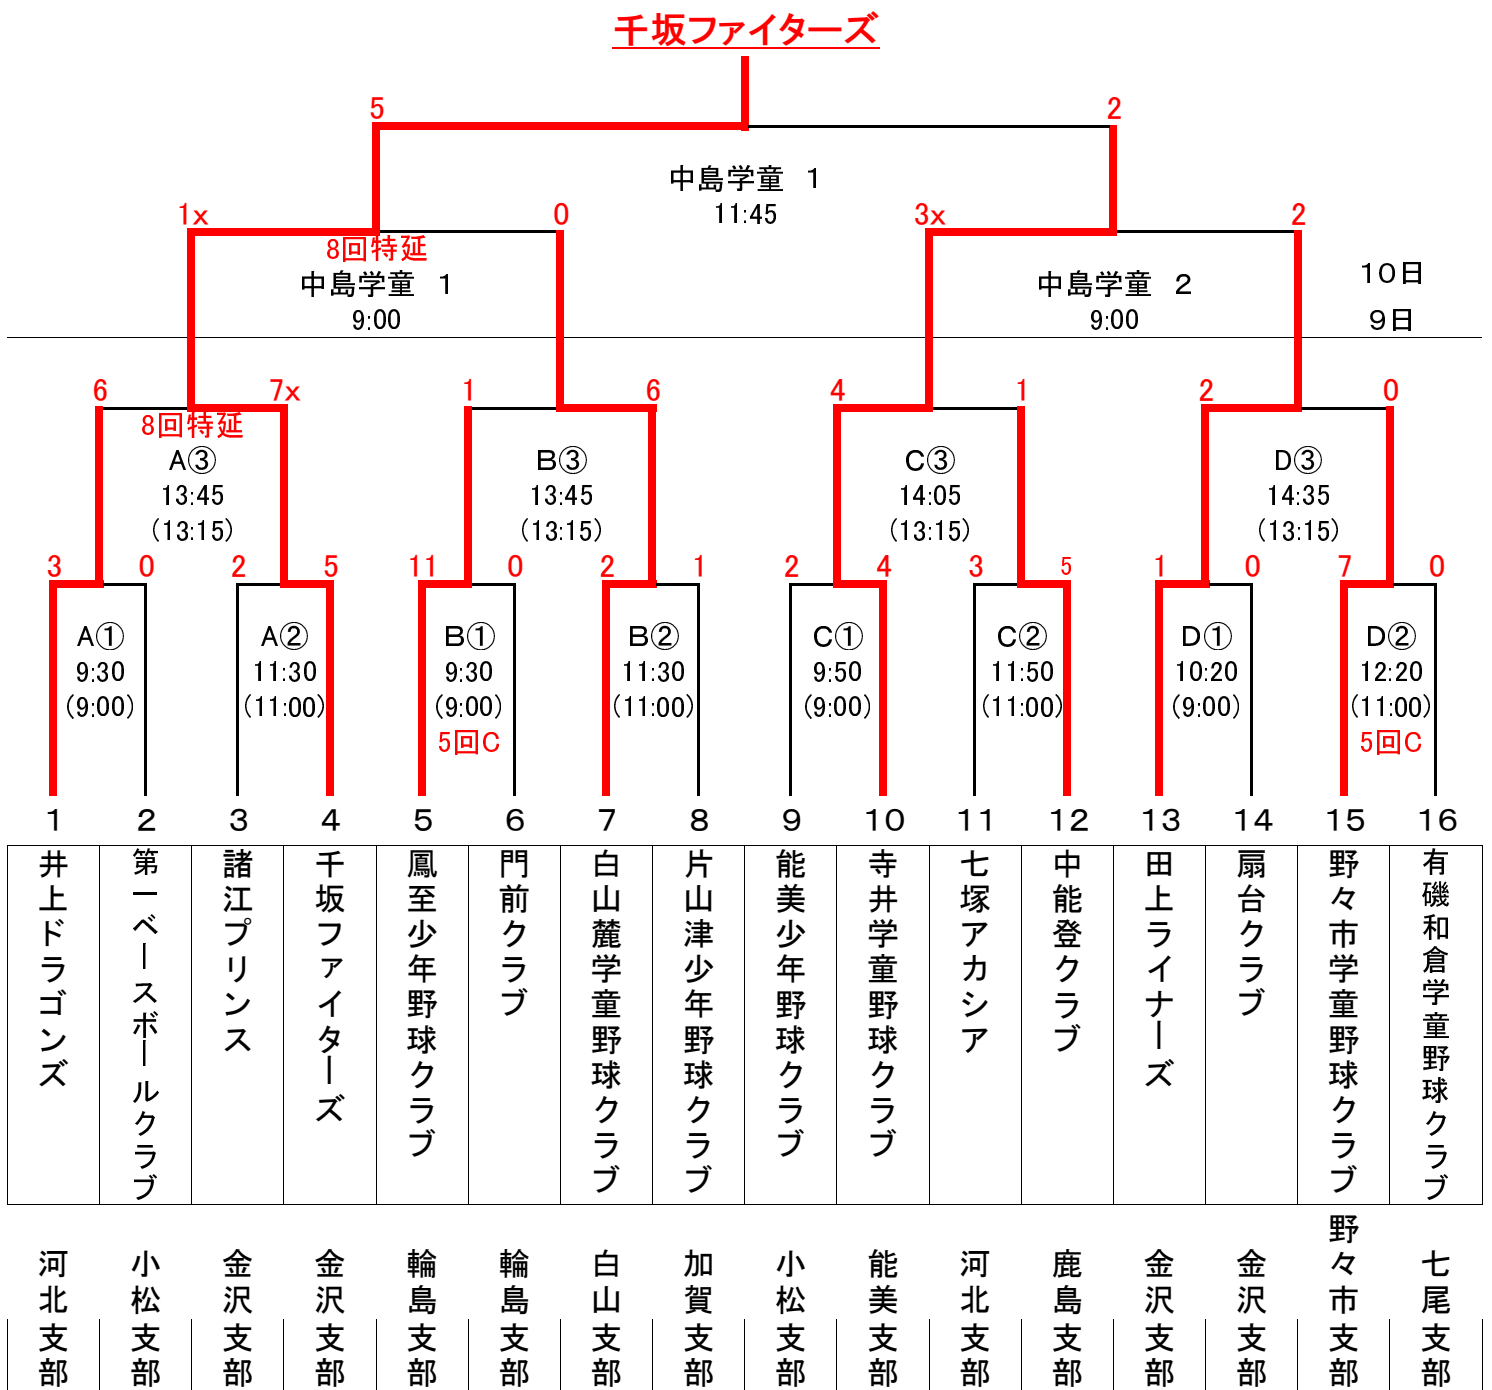 千坂ファイターズ
5 2
中島学童 1
11:45
1x 0 3x 2
8回特延
中島学童 1 中島学童 2 10日
9:00 9:00 9日
6 7x 1 6 4 1 2 0
8回特延
A③ B③ C③ D③
13:45 13:45 14:05 14:35
(13:15) (13:15) (13:15) (13:15)
3 0 2 5 11 0 2 1 2 4 3 5 1 0 7 0
A① A② B① B② C① C② D① D②
9:30 11:30 9:30 11:30 9:50 11:50 10:20 12:20
(9:00) (11:00) (9:00) (11:00) (9:00) (11:00) (9:00) (11:00)
5回C 5回C
1 2 3 4 5 6 7 8 9 10 11 12 13 14 15 16
井上ドラゴンズ
第一ベースボールクラブ
諸江プリンス
千坂ファイターズ
鳳至少年野球クラブ
門前クラブ
白山麓学童野球クラブ
片山津少年野球クラブ
能美少年野球クラブ
寺井学童野球クラブ
七塚アカシア
中能登クラブ
田上ライナーズ
扇台クラブ
野々市学童野球クラブ
有磯和倉学童野球クラブ
河北支部
小松支部
金沢支部
金沢支部
輪島支部
輪島支部
白山支部
加賀支部
小松支部
能美支部
河北支部
鹿島支部
金沢支部
金沢支部
野々市支部
七尾支部